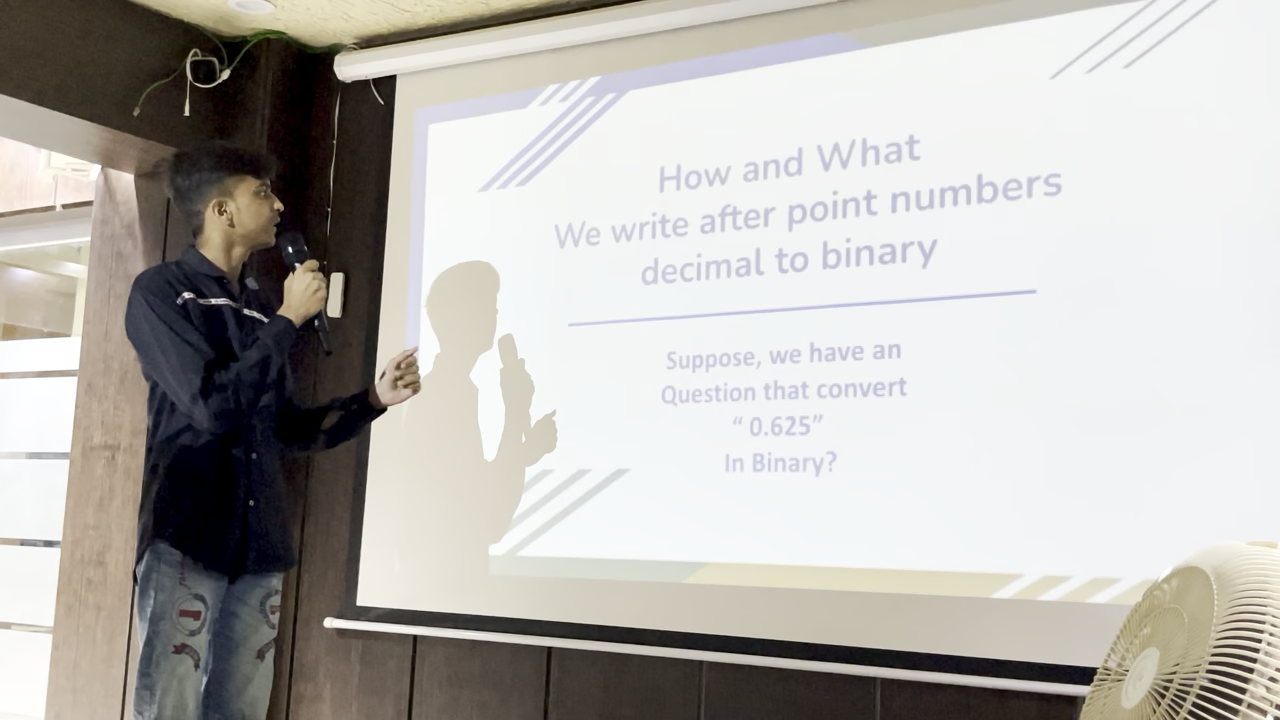 How and What
We write after point numbers
decimal to binary
Suppose, we have an
Question that convert
“ 0.625”
In Binary?